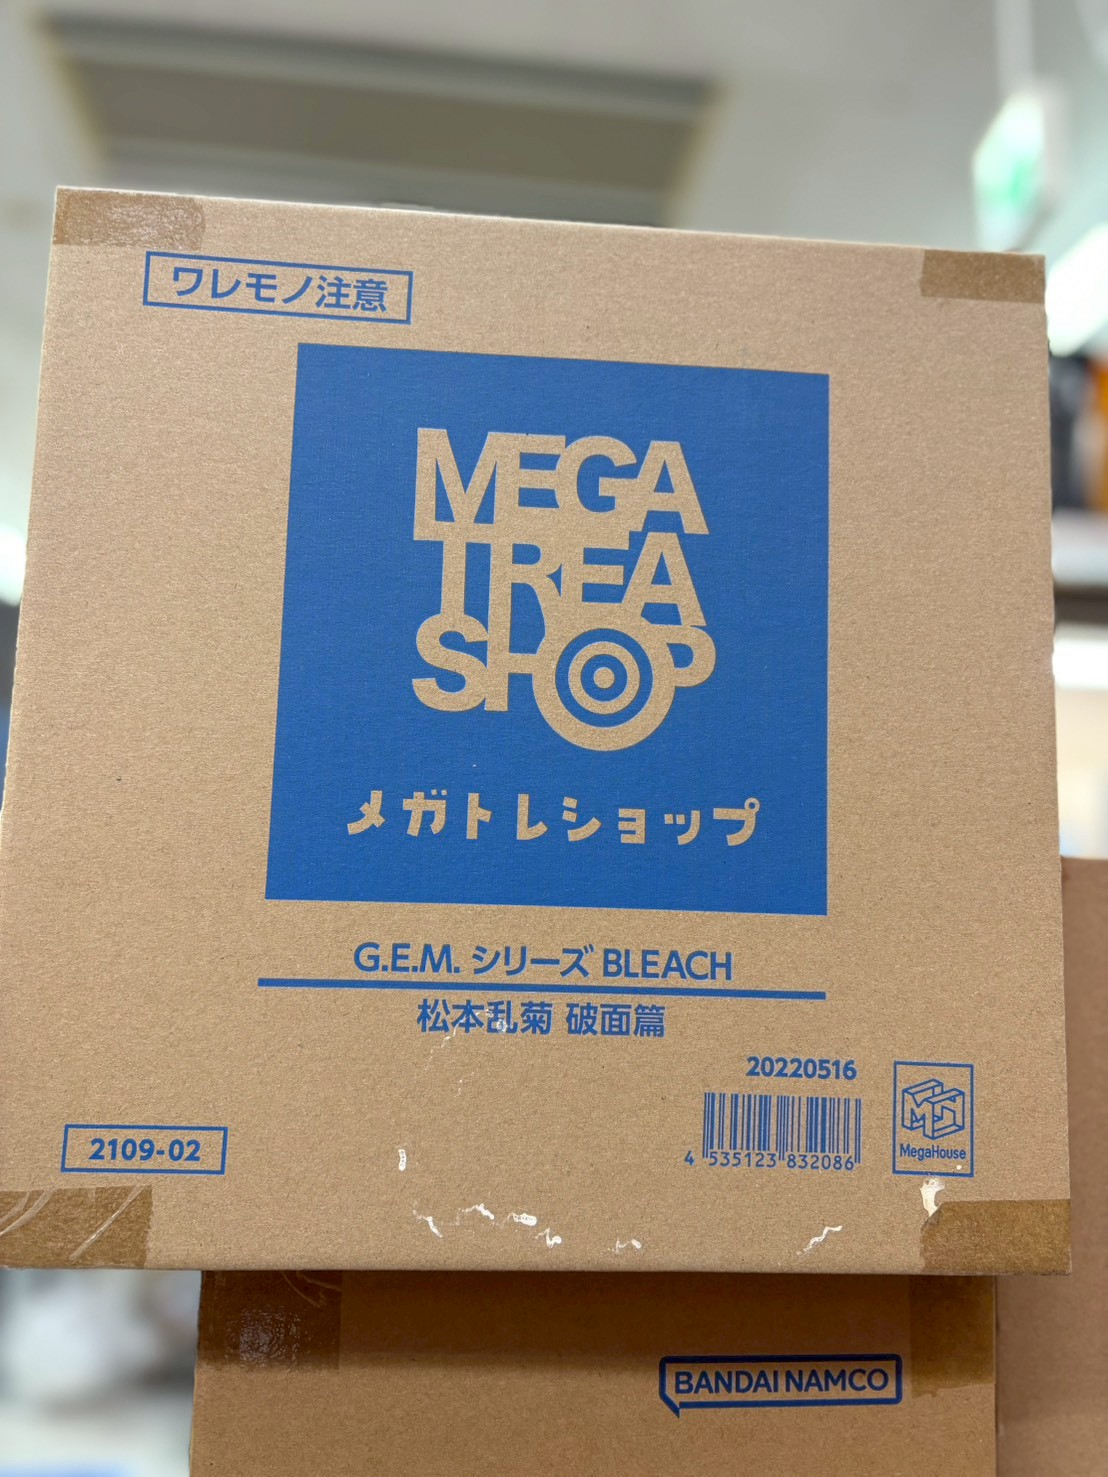 ワレモノ注意
MEGA
TREA
SHOP
メガトレショップ
G.E.M. シリーズ BLEACH
松本乱菊 破面篇
20220516
4 535123 832086
MegaHouse
2109-02
BANDAI NAMCO